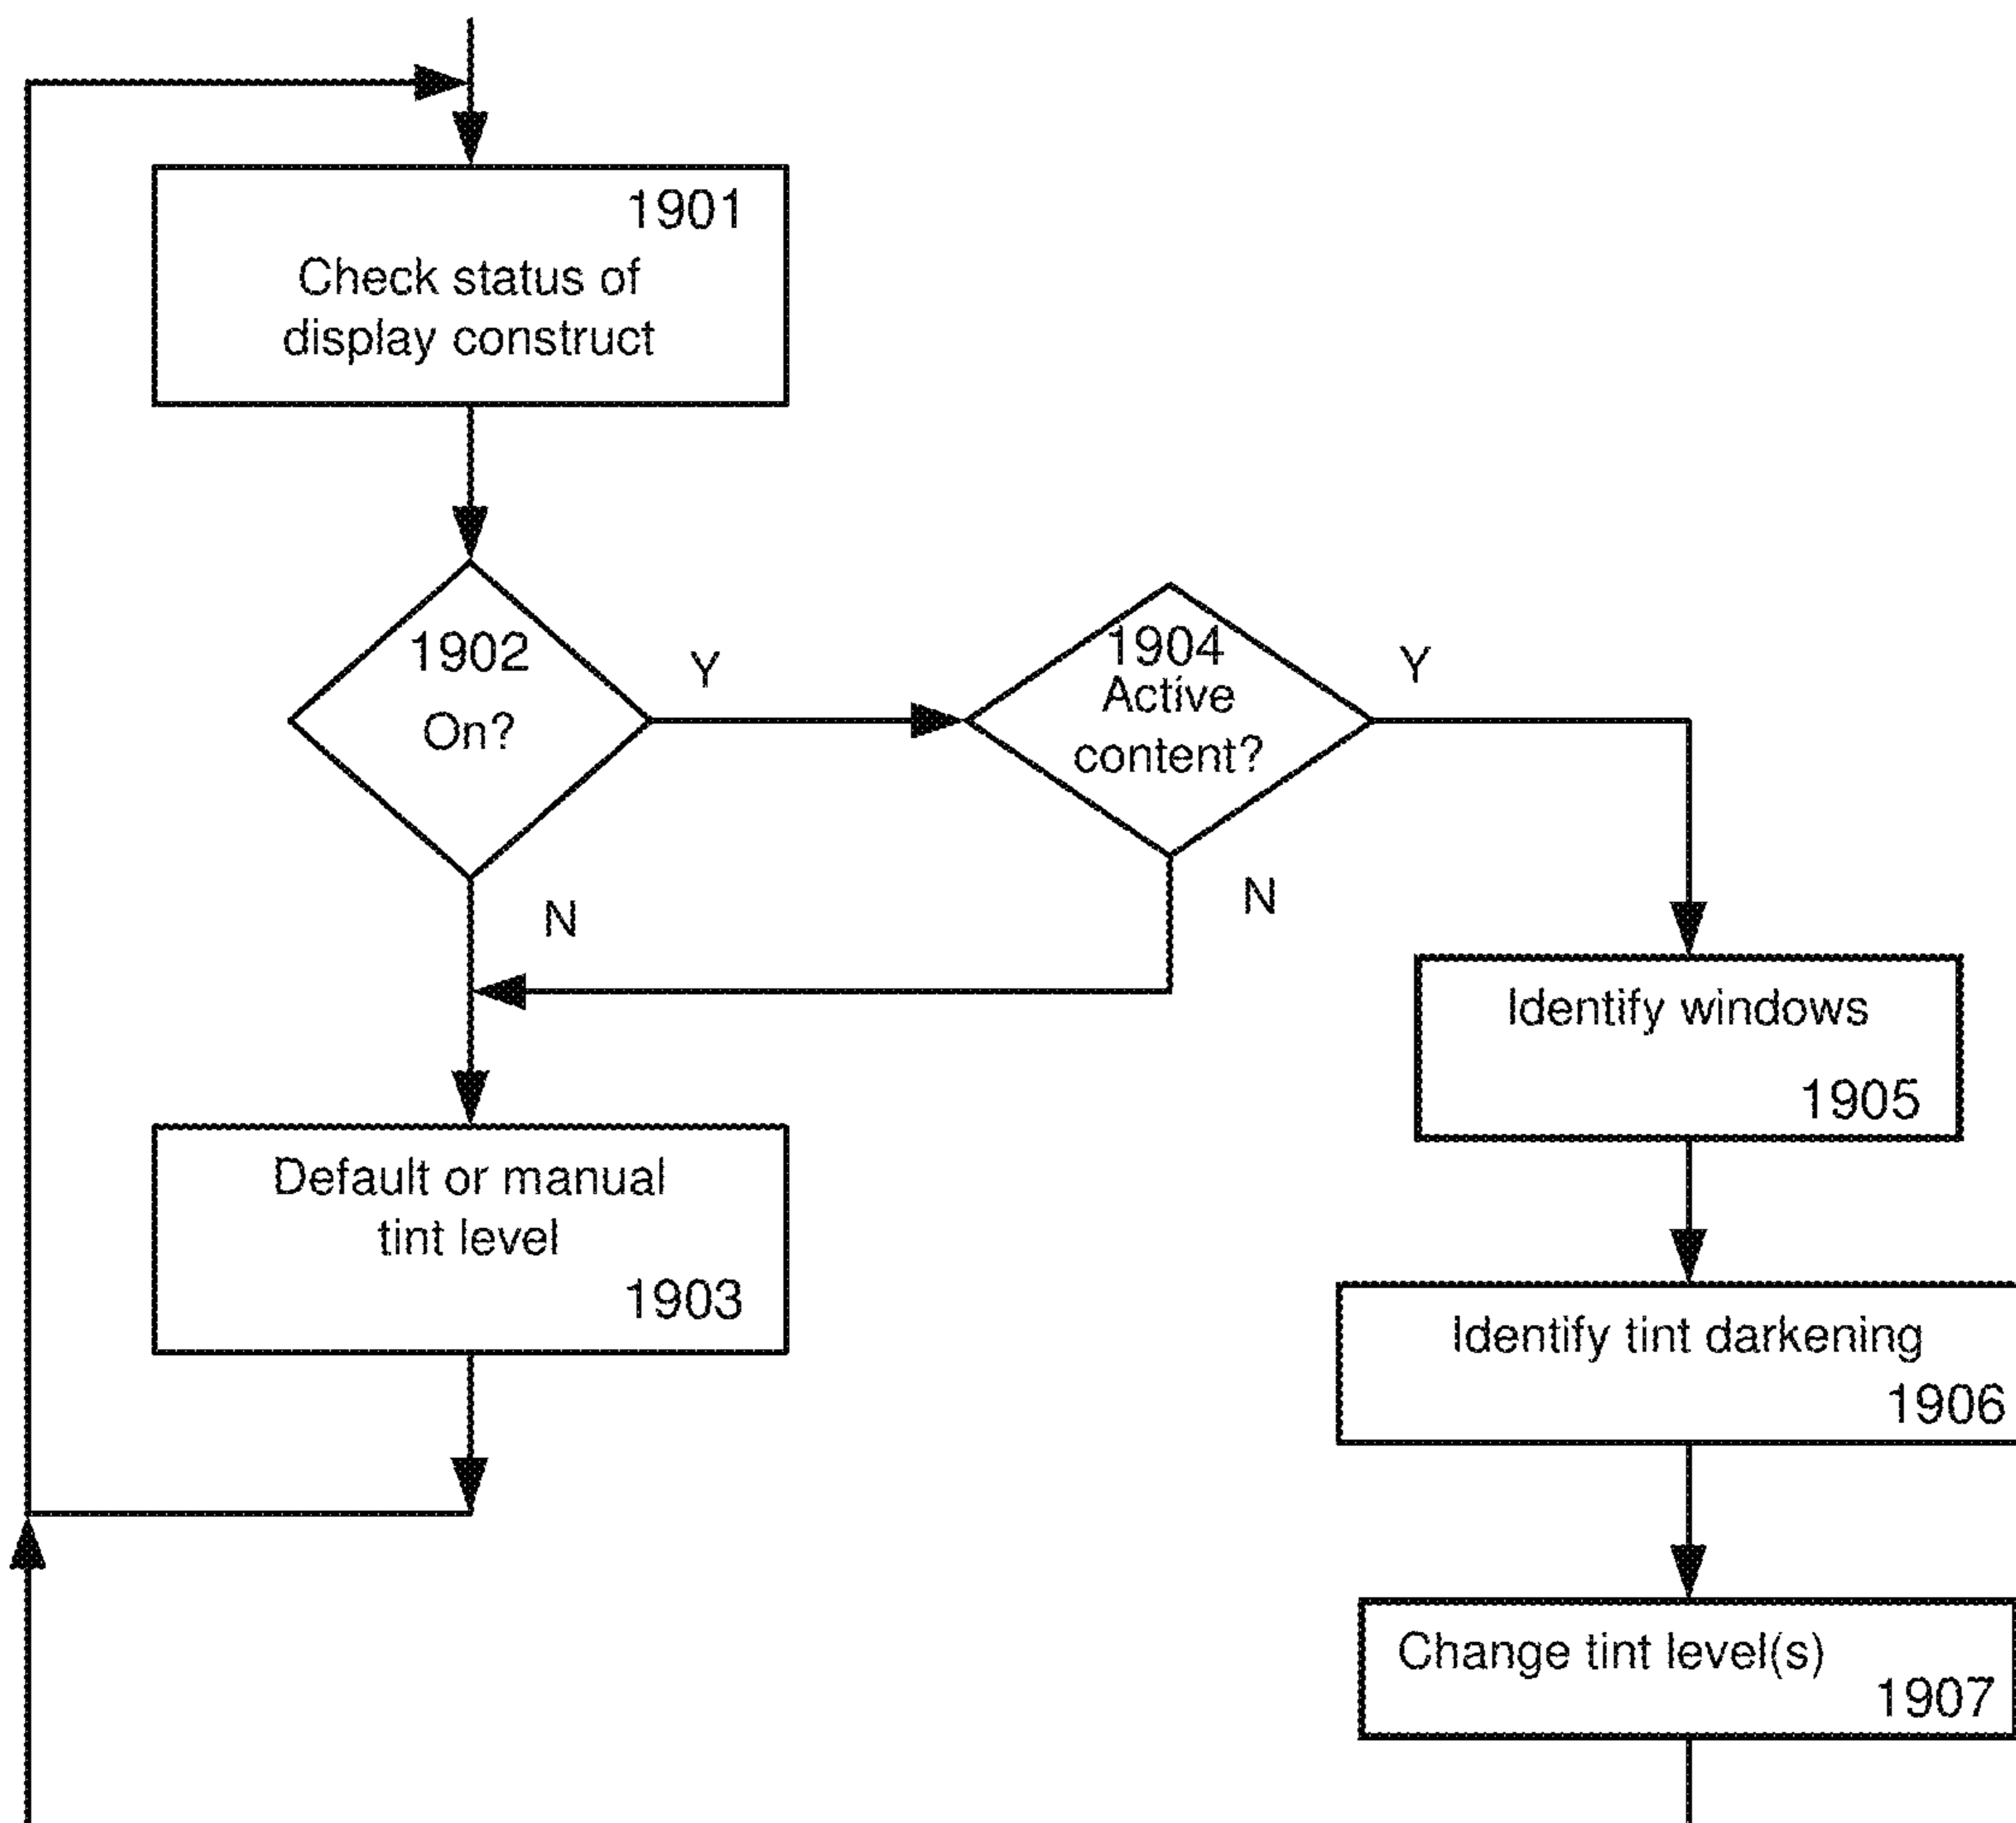 1901
Check status of
display construct
1902
On?
Y
N
1904
Active
content?
Y
N
Default or manual
tint level
1903
Identify windows
1905
Identify tint darkening
1906
Change tint level(s)
1907